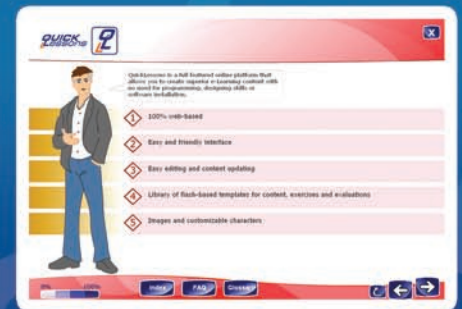 QUICK
LESSONS
X
QuickLessons is a full featured online platform that
allows you to create superior e-Learning content with
no need for programming, designing skills or
software installation.
1 100% web-based
2 Easy and friendly interface
3 Easy editing and content updating
4 Library of flash-based templates for content, exercises and evaluations
5 Images and customizable characters
0% 100%
Index FAQ Glossary